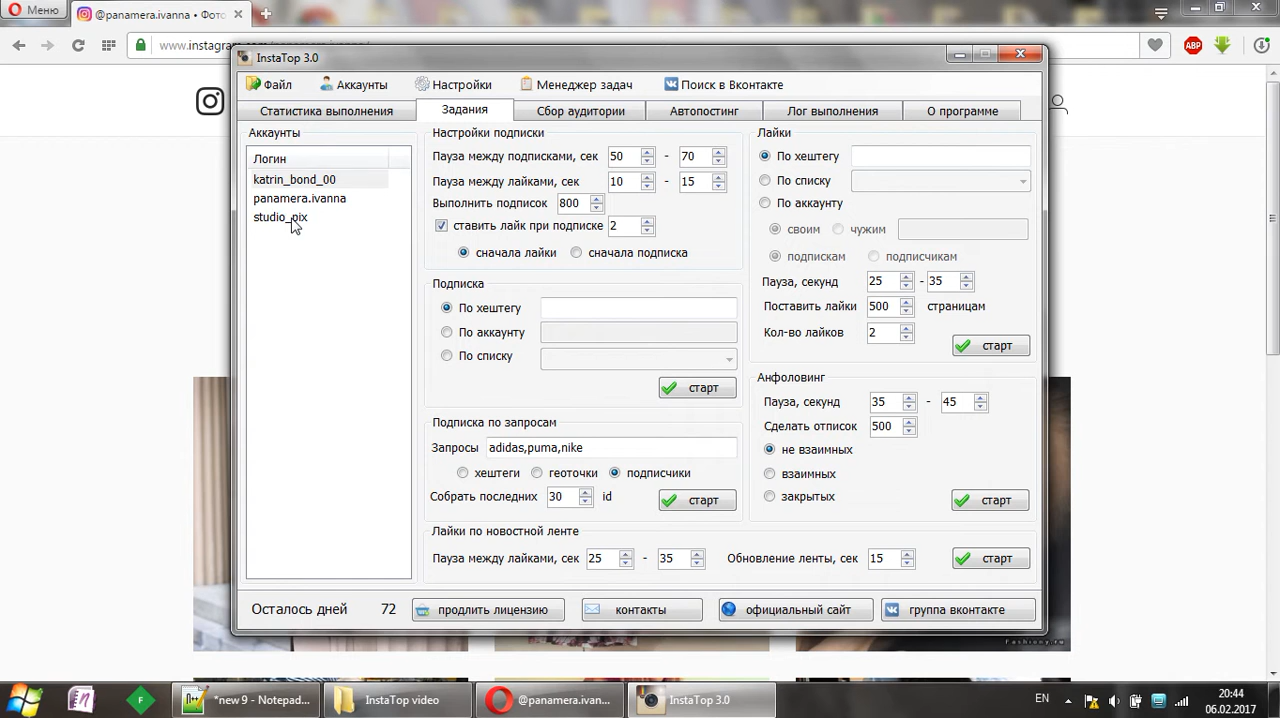 Меню
@panamera.ivanna • Фото
www.instagram.com/panamera.ivanna/
ABP
InstaTop 3.0
Файл
Аккаунты
Настройки
Менеджер задач
Поиск в Вконтакте
Статистика выполнения
Задания
Сбор аудитории
Автопостинг
Лог выполнения
О программе
Аккаунты
Логин
katrin_bond_00
panamera.ivanna
studio_nix
Настройки подписки
Пауза между подписками, сек 50 - 70
Пауза между лайками, сек 10 - 15
Выполнить подписок 800
ставить лайк при подписке 2
сначала лайки сначала подписка
Подписка
По хештегу
По аккаунту
По списку
старт
Подписка по запросам
Запросы adidas,puma,nike
хештеги геоточки подписчики
Собрать последних 30 id старт
Лайки
По хештегу
По списку
По аккаунту
своим чужим
подпискам подписчикам
Пауза, секунд 25 - 35
Поставить лайки 500 страницам
Кол-во лайков 2
старт
Анфоловинг
Пауза, секунд 35 - 45
Сделать отписок 500
не взаимных
взаимных
закрытых старт
Лайки по новостной ленте
Пауза между лайками, сек 25 - 35 Обновление ленты, сек 15 старт
Осталось дней 72 продлить лицензию контакты официальный сайт группа вконтакте
Fashiony.ru
*new 9 - Notepad...
InstaTop video
@panamera.ivan...
InstaTop 3.0
EN
20:44
06.02.2017